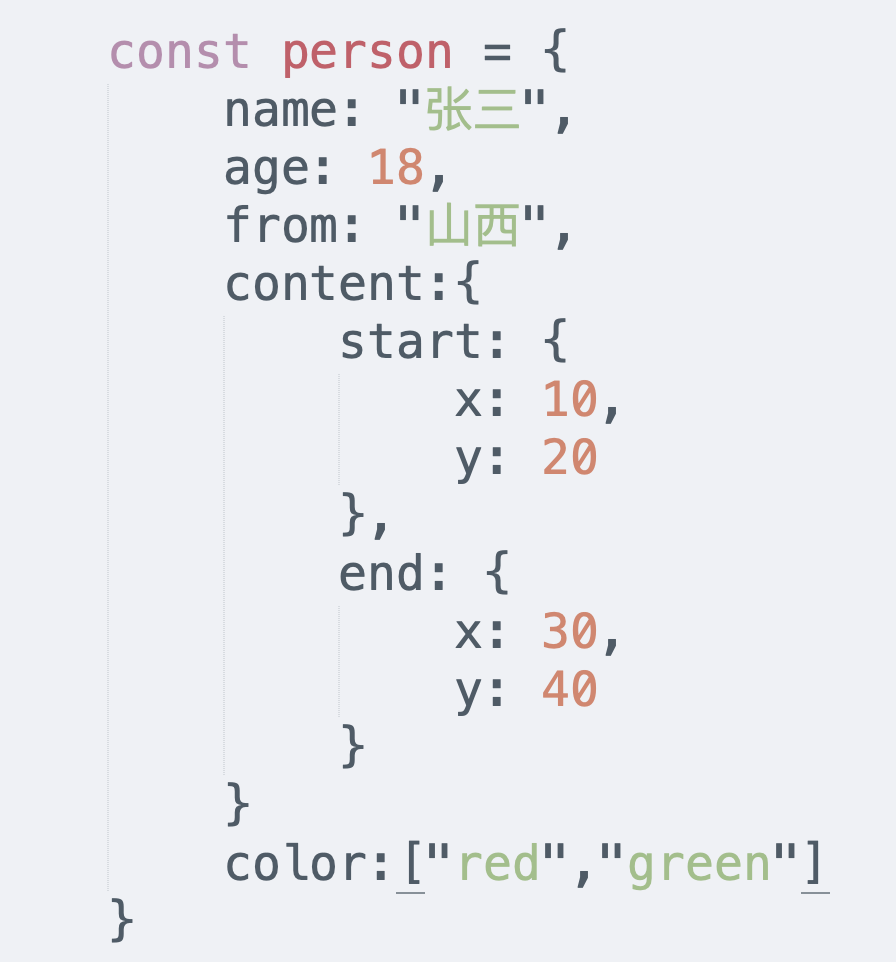 const person = {
    name: "张三",
    age: 18,
    from: "山西",
    content:{
        start: {
            x: 10,
            y: 20
        },
        end: {
            x: 30,
            y: 40
        }
    }
    color:["red","green"]
}